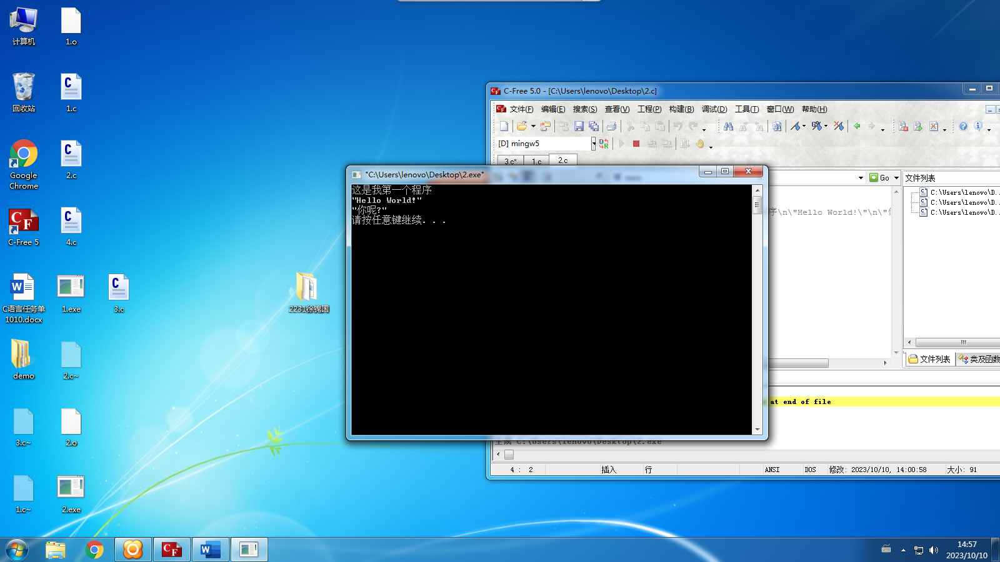 计算机
1.o
回收站
1.c
Google
Chrome
2.c
C-Free 5
4.c
C语言任务单
1010.docx
1.exe
3.c
2231徐锦国
demo
2.c~
3.c~
2.o
1.c~
2.exe
C-Free 5.0 - [C:\Users\lenovo\Desktop\2.c]
文件(F) 编辑(E) 搜索(S) 查看(V) 工程(P) 构建(B) 调试(D) 工具(T) 窗口(W) 帮助(H)
[D] mingw5
3.c* 1.c 2.c
"C:\Users\lenovo\Desktop\2.exe"
这是我第一个程序
"Hello World!"
"你呢?"
请按任意键继续. . .
Go
文件列表
C:\Users\lenovo\D..
C:\Users\lenovo\D..
C:\Users\lenovo\D..
序\n\"Hello World!\"\n\"
文件列表 类及函数
at end of file
生成 C:\Users\lenovo\Desktop\2.exe
4 : 2 插入 行 ANSI DOS 修改: 2023/10/10, 14:00:58 大小: 91
14:57
2023/10/10